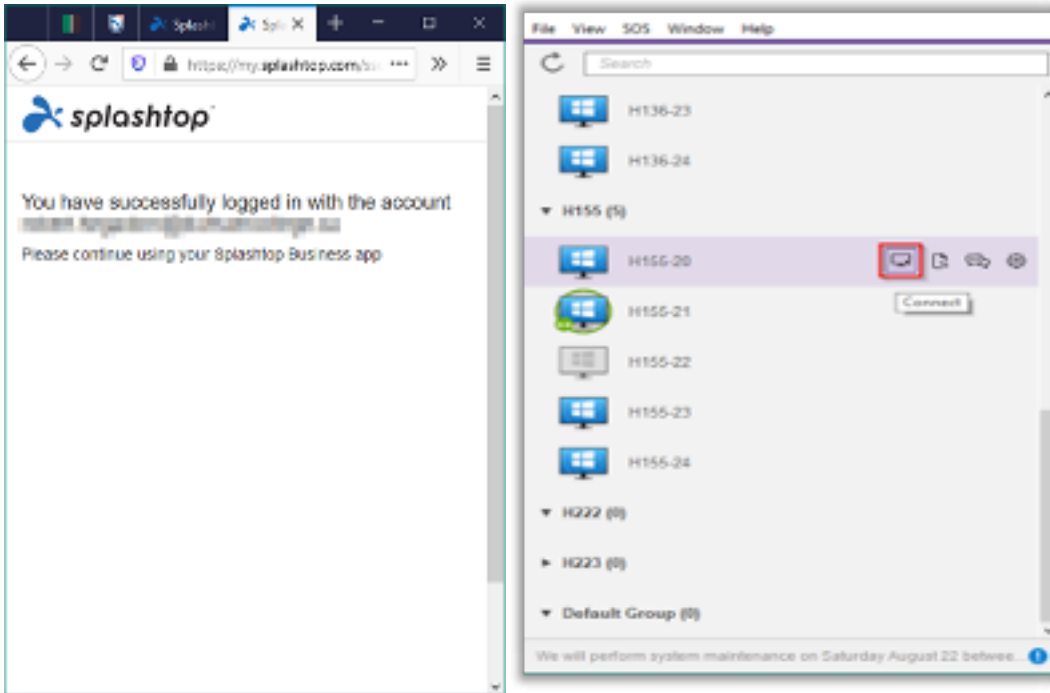 Splasht
Spl
https://my.splashtop.com/
splashtop
You have successfully logged in with the account
Please continue using your Splashtop Business app
File View SOS Window Help
Search
H136-23
H136-24
H155 (5)
H155-20
Connect
H155-21
H155-22
H155-23
H155-24
H222 (0)
H223 (0)
Default Group (0)
We will perform system maintenance on Saturday August 22 betwee...